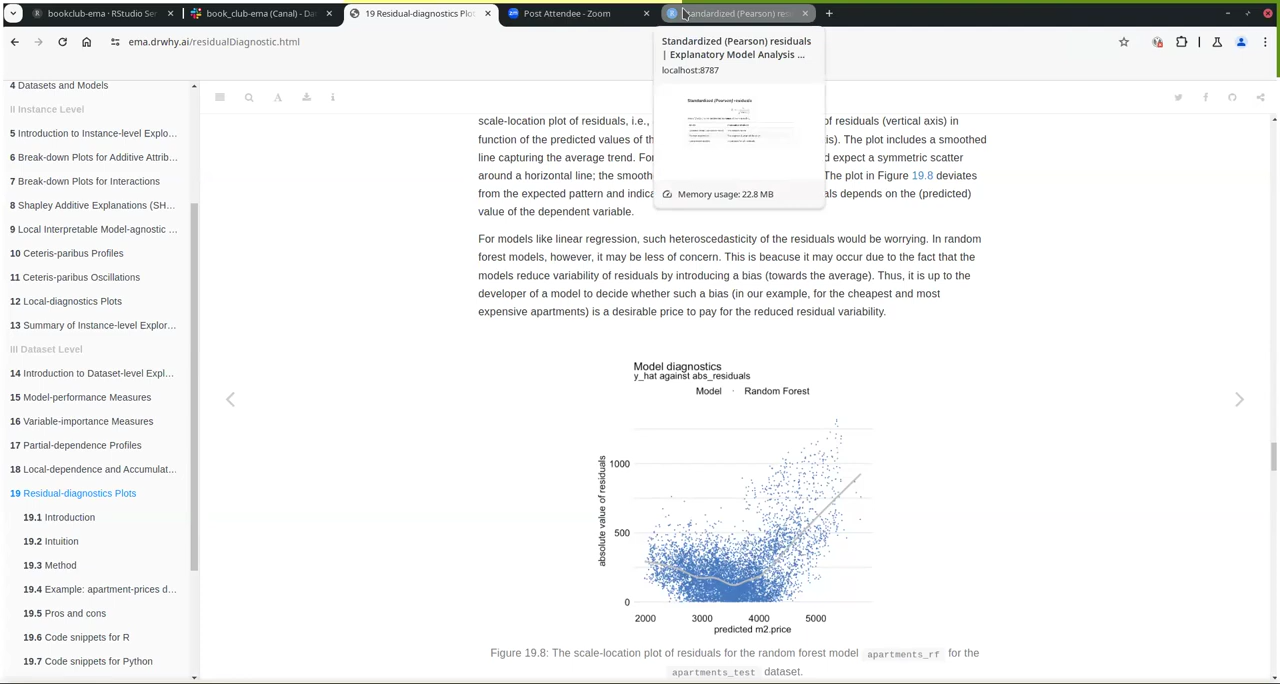 bookclub-ema · RStudio Ser
book_club-ema (Canal) - Da
19 Residual-diagnostics Plot
Post Attendee - Zoom
Standardized (Pearson) resi
ema.drwhy.ai/residualDiagnostic.html
Standardized (Pearson) residuals
| Explanatory Model Analysis ...
localhost:8787
Standardized (Pearson) residuals
Memory usage: 22.8 MB
4 Datasets and Models
II Instance Level
5 Introduction to Instance-level Explo...
6 Break-down Plots for Additive Attrib...
7 Break-down Plots for Interactions
8 Shapley Additive Explanations (SH...
9 Local Interpretable Model-agnostic ...
10 Ceteris-paribus Profiles
11 Ceteris-paribus Oscillations
12 Local-diagnostics Plots
13 Summary of Instance-level Explor...
III Dataset Level
14 Introduction to Dataset-level Expl...
15 Model-performance Measures
16 Variable-importance Measures
17 Partial-dependence Profiles
18 Local-dependence and Accumulat...
19 Residual-diagnostics Plots
19.1 Introduction
19.2 Intuition
19.3 Method
19.4 Example: apartment-prices d...
19.5 Pros and cons
19.6 Code snippets for R
19.7 Code snippets for Python
scale-location plot of residuals, i.e., of residuals (vertical axis) in
function of the predicted values of th is). The plot includes a smoothed
line capturing the average trend. For d expect a symmetric scatter
around a horizontal line; the smooth The plot in Figure 19.8 deviates
from the expected pattern and indica als depends on the (predicted)
value of the dependent variable.
For models like linear regression, such heteroscedasticity of the residuals would be worrying. In random
forest models, however, it may be less of concern. This is beacuse it may occur due to the fact that the
models reduce variability of residuals by introducing a bias (towards the average). Thus, it is up to the
developer of a model to decide whether such a bias (in our example, for the cheapest and most
expensive apartments) is a desirable price to pay for the reduced residual variability.
Model diagnostics
y_hat against abs_residuals
Model Random Forest
absolute value of residuals
1000
500
0
2000 3000 4000 5000
predicted m2.price
Figure 19.8: The scale-location plot of residuals for the random forest model apartments_rf for the
apartments_test dataset.